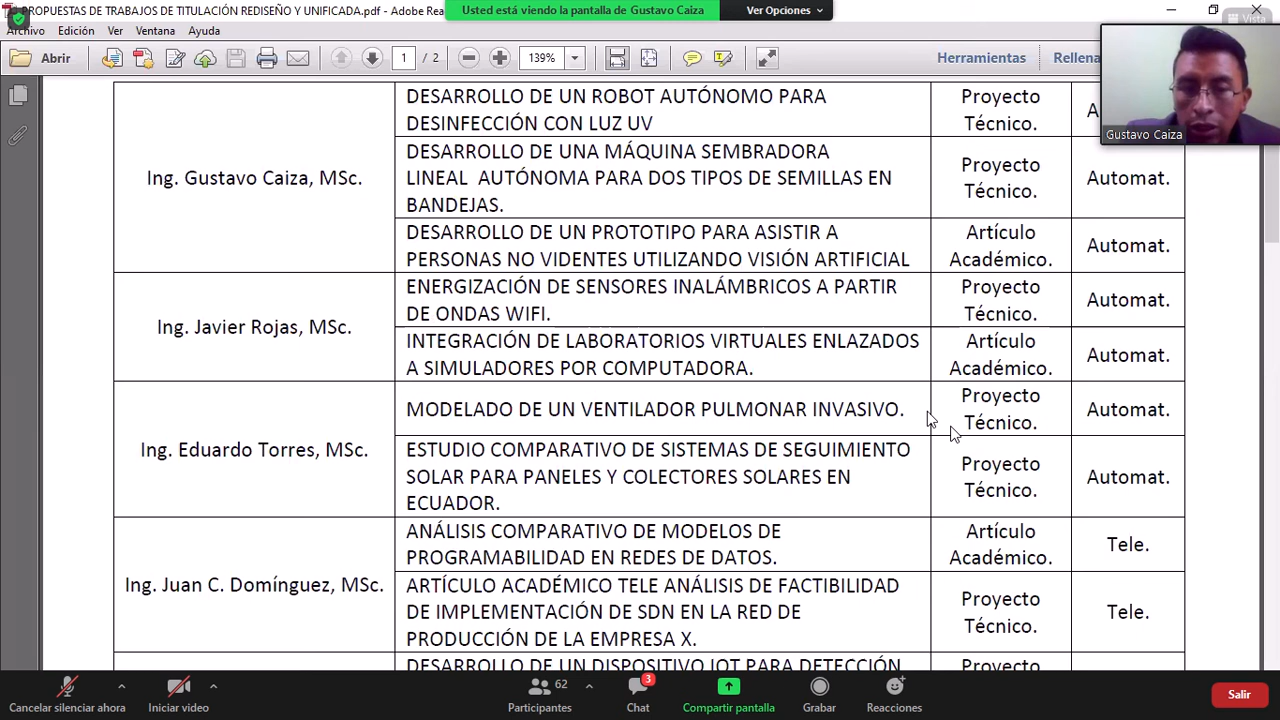 PROPUESTAS DE TRABAJOS DE TITULACIÓN REDISEÑO Y UNIFICADA.pdf - Adobe Rea
Usted está viendo la pantalla de Gustavo Caiza
Ver Opciones
Vista
Archivo Edición Ver Ventana Ayuda
Abrir
1 / 2
139%
Herramientas
Rellena
Gustavo Caiza
Ing. Gustavo Caiza, MSc.
DESARROLLO DE UN ROBOT AUTÓNOMO PARA
DESINFECCIÓN CON LUZ UV
Proyecto
Técnico.
DESARROLLO DE UNA MÁQUINA SEMBRADORA
LINEAL AUTÓNOMA PARA DOS TIPOS DE SEMILLAS EN
BANDEJAS.
Proyecto
Técnico.
Automat.
DESARROLLO DE UN PROTOTIPO PARA ASISTIR A
PERSONAS NO VIDENTES UTILIZANDO VISIÓN ARTIFICIAL
Artículo
Académico.
Automat.
Ing. Javier Rojas, MSc.
ENERGIZACIÓN DE SENSORES INALÁMBRICOS A PARTIR
DE ONDAS WIFI.
Proyecto
Técnico.
Automat.
INTEGRACIÓN DE LABORATORIOS VIRTUALES ENLAZADOS
A SIMULADORES POR COMPUTADORA.
Artículo
Académico.
Automat.
Ing. Eduardo Torres, MSc.
MODELADO DE UN VENTILADOR PULMONAR INVASIVO.
Proyecto
Técnico.
Automat.
ESTUDIO COMPARATIVO DE SISTEMAS DE SEGUIMIENTO
SOLAR PARA PANELES Y COLECTORES SOLARES EN
ECUADOR.
Proyecto
Técnico.
Automat.
Ing. Juan C. Domínguez, MSc.
ANÁLISIS COMPARATIVO DE MODELOS DE
PROGRAMABILIDAD EN REDES DE DATOS.
Artículo
Académico.
Tele.
ARTÍCULO ACADÉMICO TELE ANÁLISIS DE FACTIBILIDAD
DE IMPLEMENTACIÓN DE SDN EN LA RED DE
PRODUCCIÓN DE LA EMPRESA X.
Proyecto
Técnico.
Tele.
DESARROLLO DE UN DISPOSITIVO IOT PARA DETECCIÓN
Proyecto
Cancelar silenciar ahora
Iniciar video
62
Participantes
3
Chat
Compartir pantalla
Grabar
Reacciones
Salir